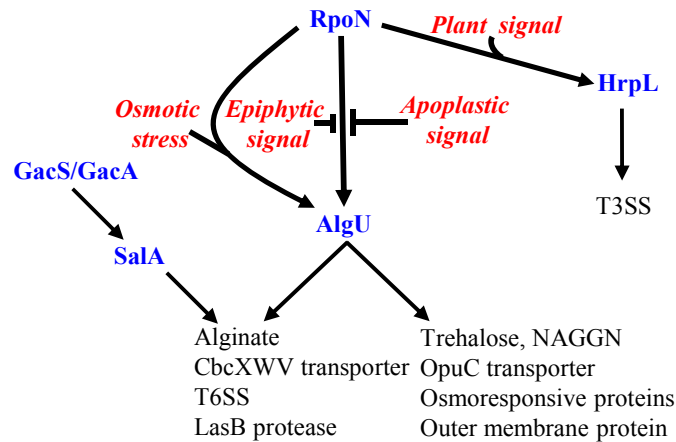 RpoN
Plant signal
HrpL
Osmotic
stress
Epiphytic
signal
Apoplastic
signal
GacS/GacA
T3SS
AlgU
SalA
Alginate
CbcXWV transporter
T6SS
LasB protease
Trehalose, NAGGN
OpuC transporter
Osmoresponsive proteins
Outer membrane protein